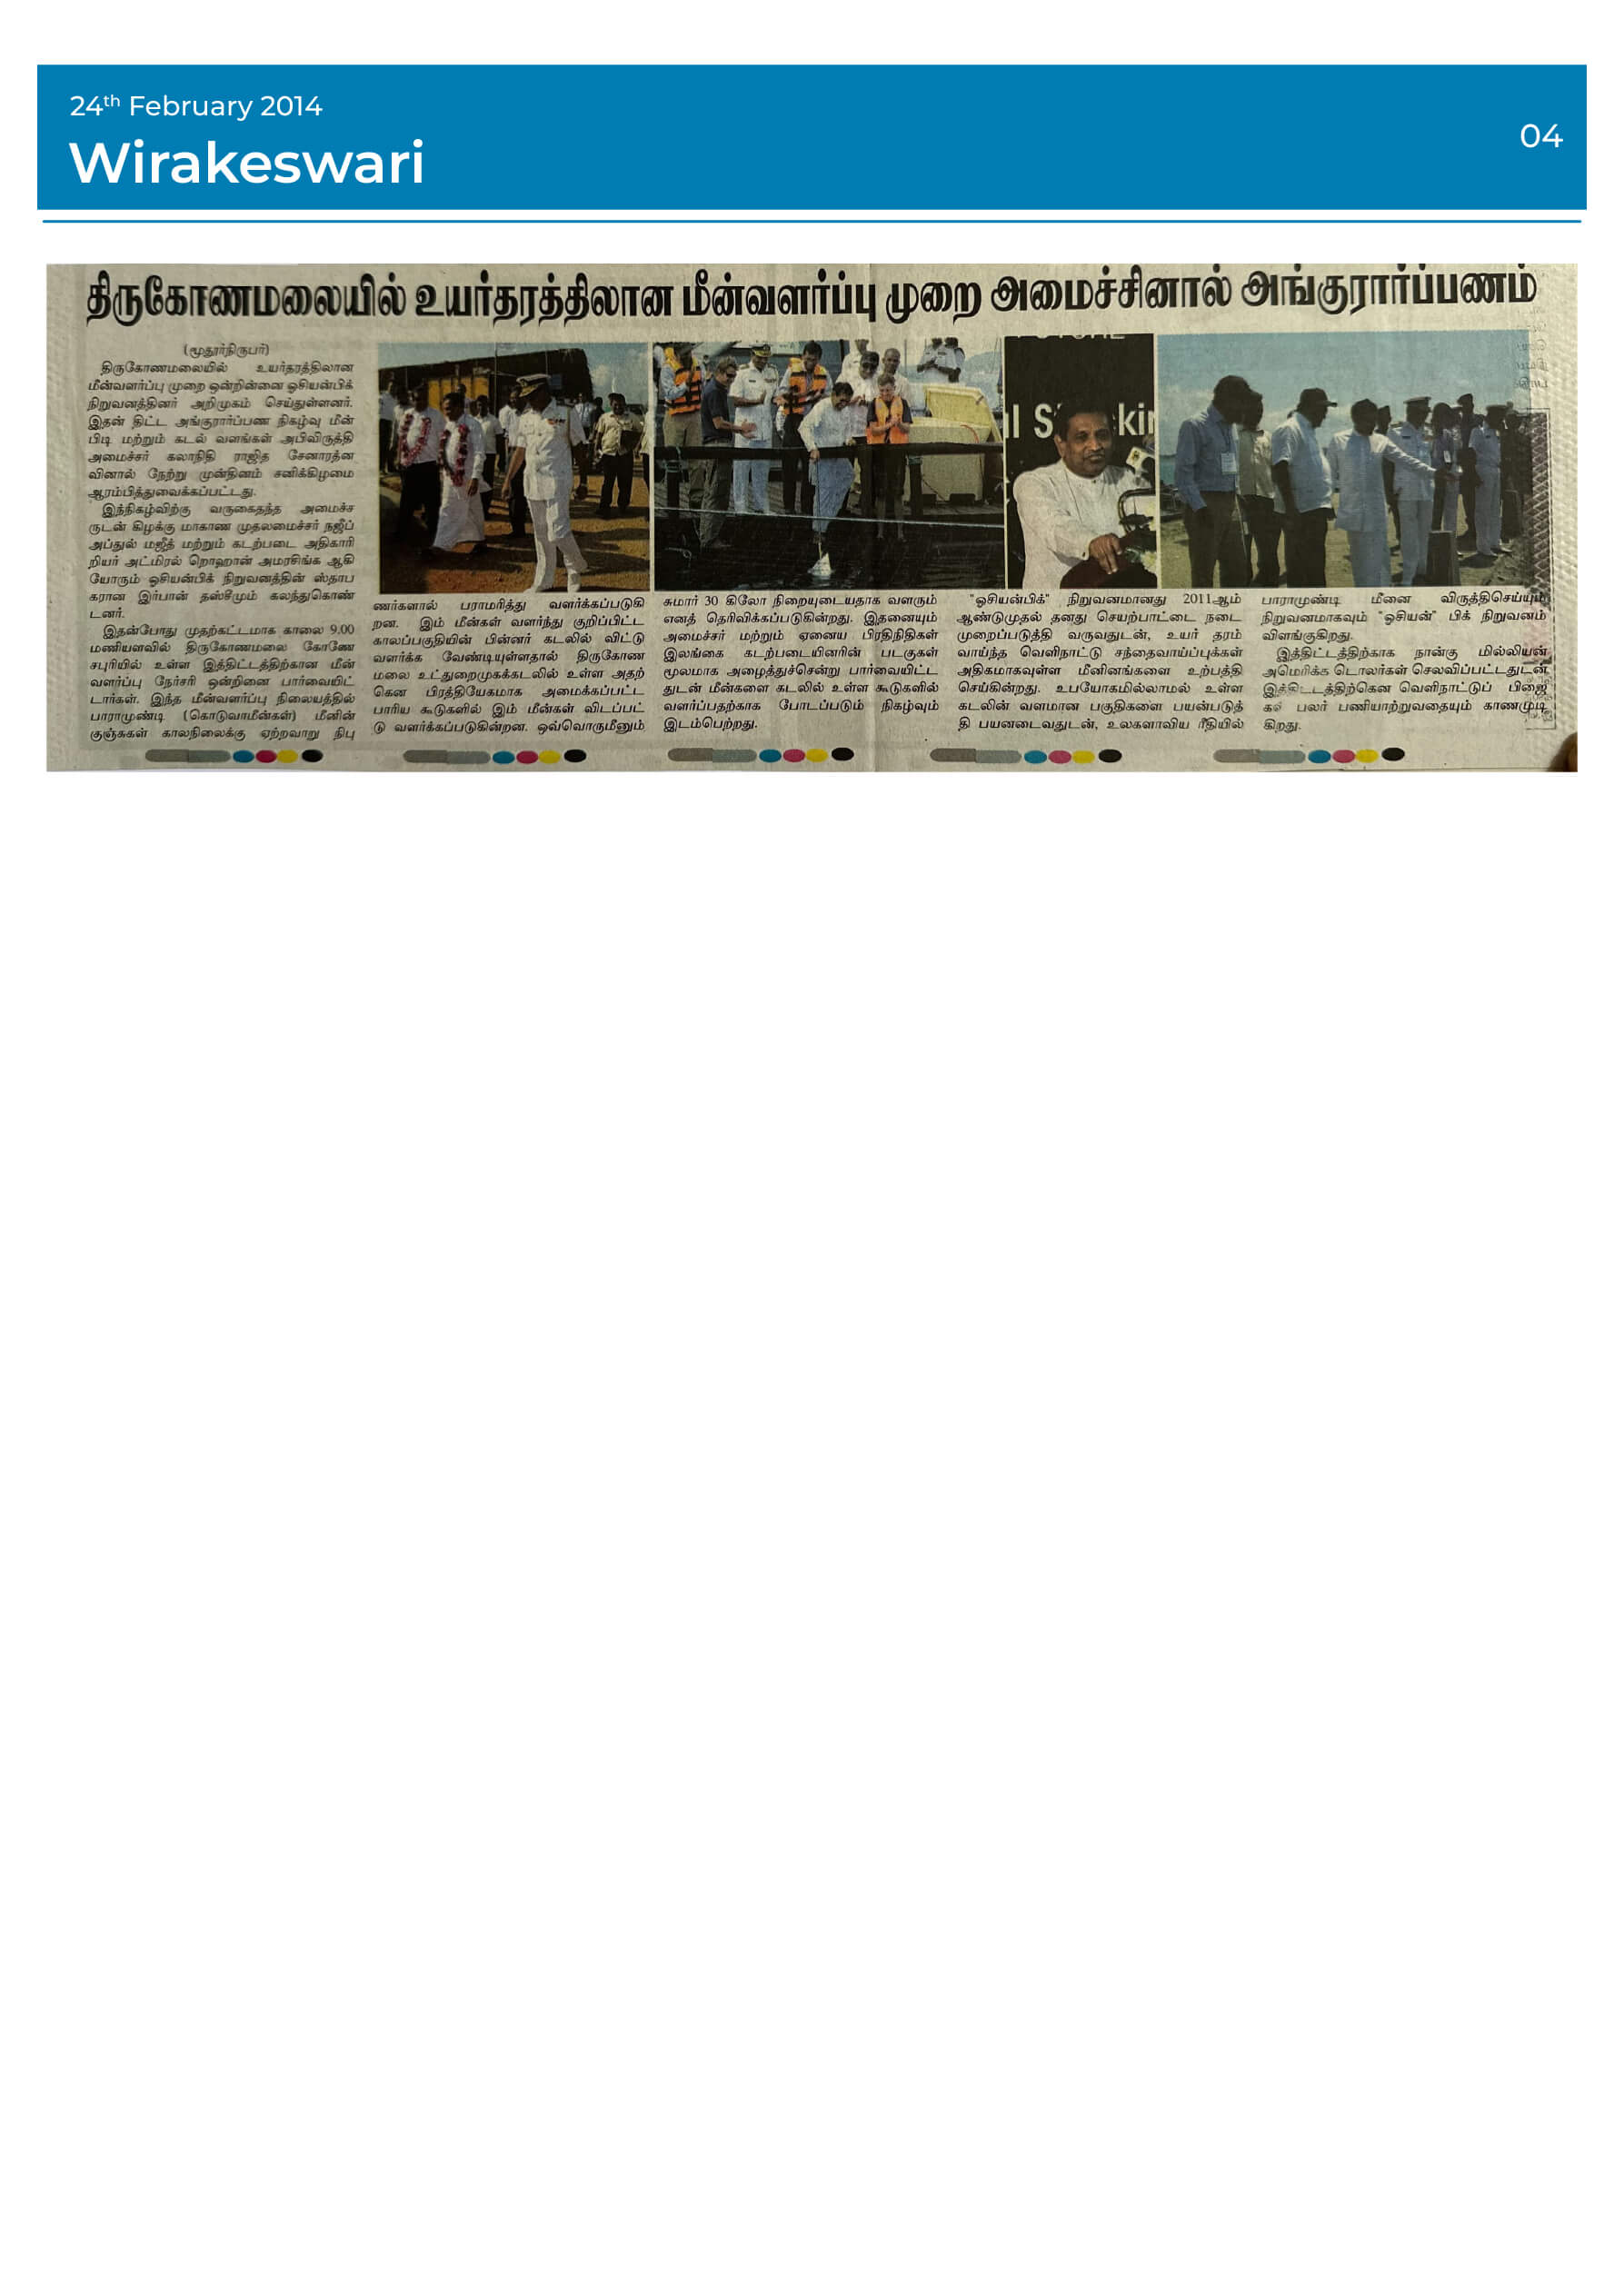 24th February 2014
Wirakeswari
04
திருகோணமலையில் உயர்தரத்திலான மீன்வளர்ப்பு முறை அமைச்சினால் அங்குரார்ப்பணம்
(மூதூர்நிருபர்)
திருகோணமலையில் உயர்தரத்திலான
மீன்வளர்ப்பு முறை ஒன்றின்னை ஒசியன்பிக்
நிறுவனத்தினர் அறிமுகம் செய்துள்ளனர்.
இதன் திட்ட அங்குரார்ப்பண நிகழ்வு மீன்
பிடி மற்றும் கடல் வளங்கள் அபிவிருத்தி
அமைச்சர் கலாநிதி ராஜித சேனாரத்ன
வினால் நேற்று முன்தினம் சனிக்கிழமை
ஆரம்பித்துவைக்கப்பட்டது.
இந்நிகழ்விற்கு வருகைதந்த அமைச்ச
ருடன் கிழக்கு மாகாண முதலமைச்சர் நஜீப்
அப்துல் மஜீத் மற்றும் கடற்படை அதிகாரி
றியர் அட்மிரல் றொஹான் அமரசிங்க ஆகி
யோரும் ஒசியன்பிக் நிறுவனத்தின் ஸ்தாப
கரான இர்பான் தஸ்சீமும் கலந்துகொண்
டனர்.
இதன்போது முதற்கட்டமாக காலை 9.00
மணியளவில் திருகோணமலை கோணே
சபுரியில் உள்ள இத்திட்டத்திற்கான மீன்
வளர்ப்பு நேர்சரி ஒன்றினை பார்வையிட்
டார்கள். இந்த மீன்வளர்ப்பு நிலையத்தில்
பாராமுண்டி (கொடுவாமீன்கள்) மீனின்
குஞ்சுகள் காலநிலைக்கு ஏற்றவாறு நிபு
ணர்களால் பராமரித்து வளர்க்கப்படுகி
றன. இம் மீன்கள் வளர்ந்து குறிப்பிட்ட
காலப்பகுதியின் பின்னர் கடலில் விட்டு
வளர்க்க வேண்டியுள்ளதால் திருகோண
மலை உட்துறைமுகக்கடலில் உள்ள அதற்
கென பிரத்தியேகமாக அமைக்கப்பட்ட
பாரிய கூடுகளில் இம் மீன்கள் விடப்பட்
டு வளர்க்கப்படுகின்றன. ஒவ்வொருமீனும்
சுமார் 30 கிலோ நிறையுடையதாக வளரும்
எனத் தெரிவிக்கப்படுகின்றது. இதனையும்
அமைச்சர் மற்றும் ஏனைய பிரதிநிதிகள்
இலங்கை கடற்படையினரின் படகுகள்
மூலமாக அழைத்துச்சென்று பார்வையிட்ட
துடன் மீன்களை கடலில் உள்ள கூடுகளில்
வளர்ப்பதற்காக போடப்படும் நிகழ்வும்
இடம்பெற்றது.
"ஒசியன்பிக்" நிறுவனமானது 2011ஆம்
ஆண்டுமுதல் தனது செயற்பாட்டை நடை
முறைப்படுத்தி வருவதுடன், உயர் தரம்
வாய்ந்த வெளிநாட்டு சந்தைவாய்ப்புக்கள்
அதிகமாகவுள்ள மீனினங்களை உற்பத்தி
செய்கின்றது. உபயோகமில்லாமல் உள்ள
கடலின் வளமான பகுதிகளை பயன்படுத்
தி பயனடைவதுடன், உலகளாவிய ரீதியில்
பாராமுண்டி மீனை விருத்திசெய்யும்
நிறுவனமாகவும் "ஒசியன்" பிக் நிறுவனம்
விளங்குகிறது.
இத்திட்டத்திற்காக நான்கு மில்லியன்
அமெரிக்க டொலர்கள் செலவிப்பட்டதுடன்
இத்திட்டத்திற்கென வெளிநாட்டுப் பிஜை
கள் பலர் பணியாற்றுவதையும் காணமுடி
கிறது.